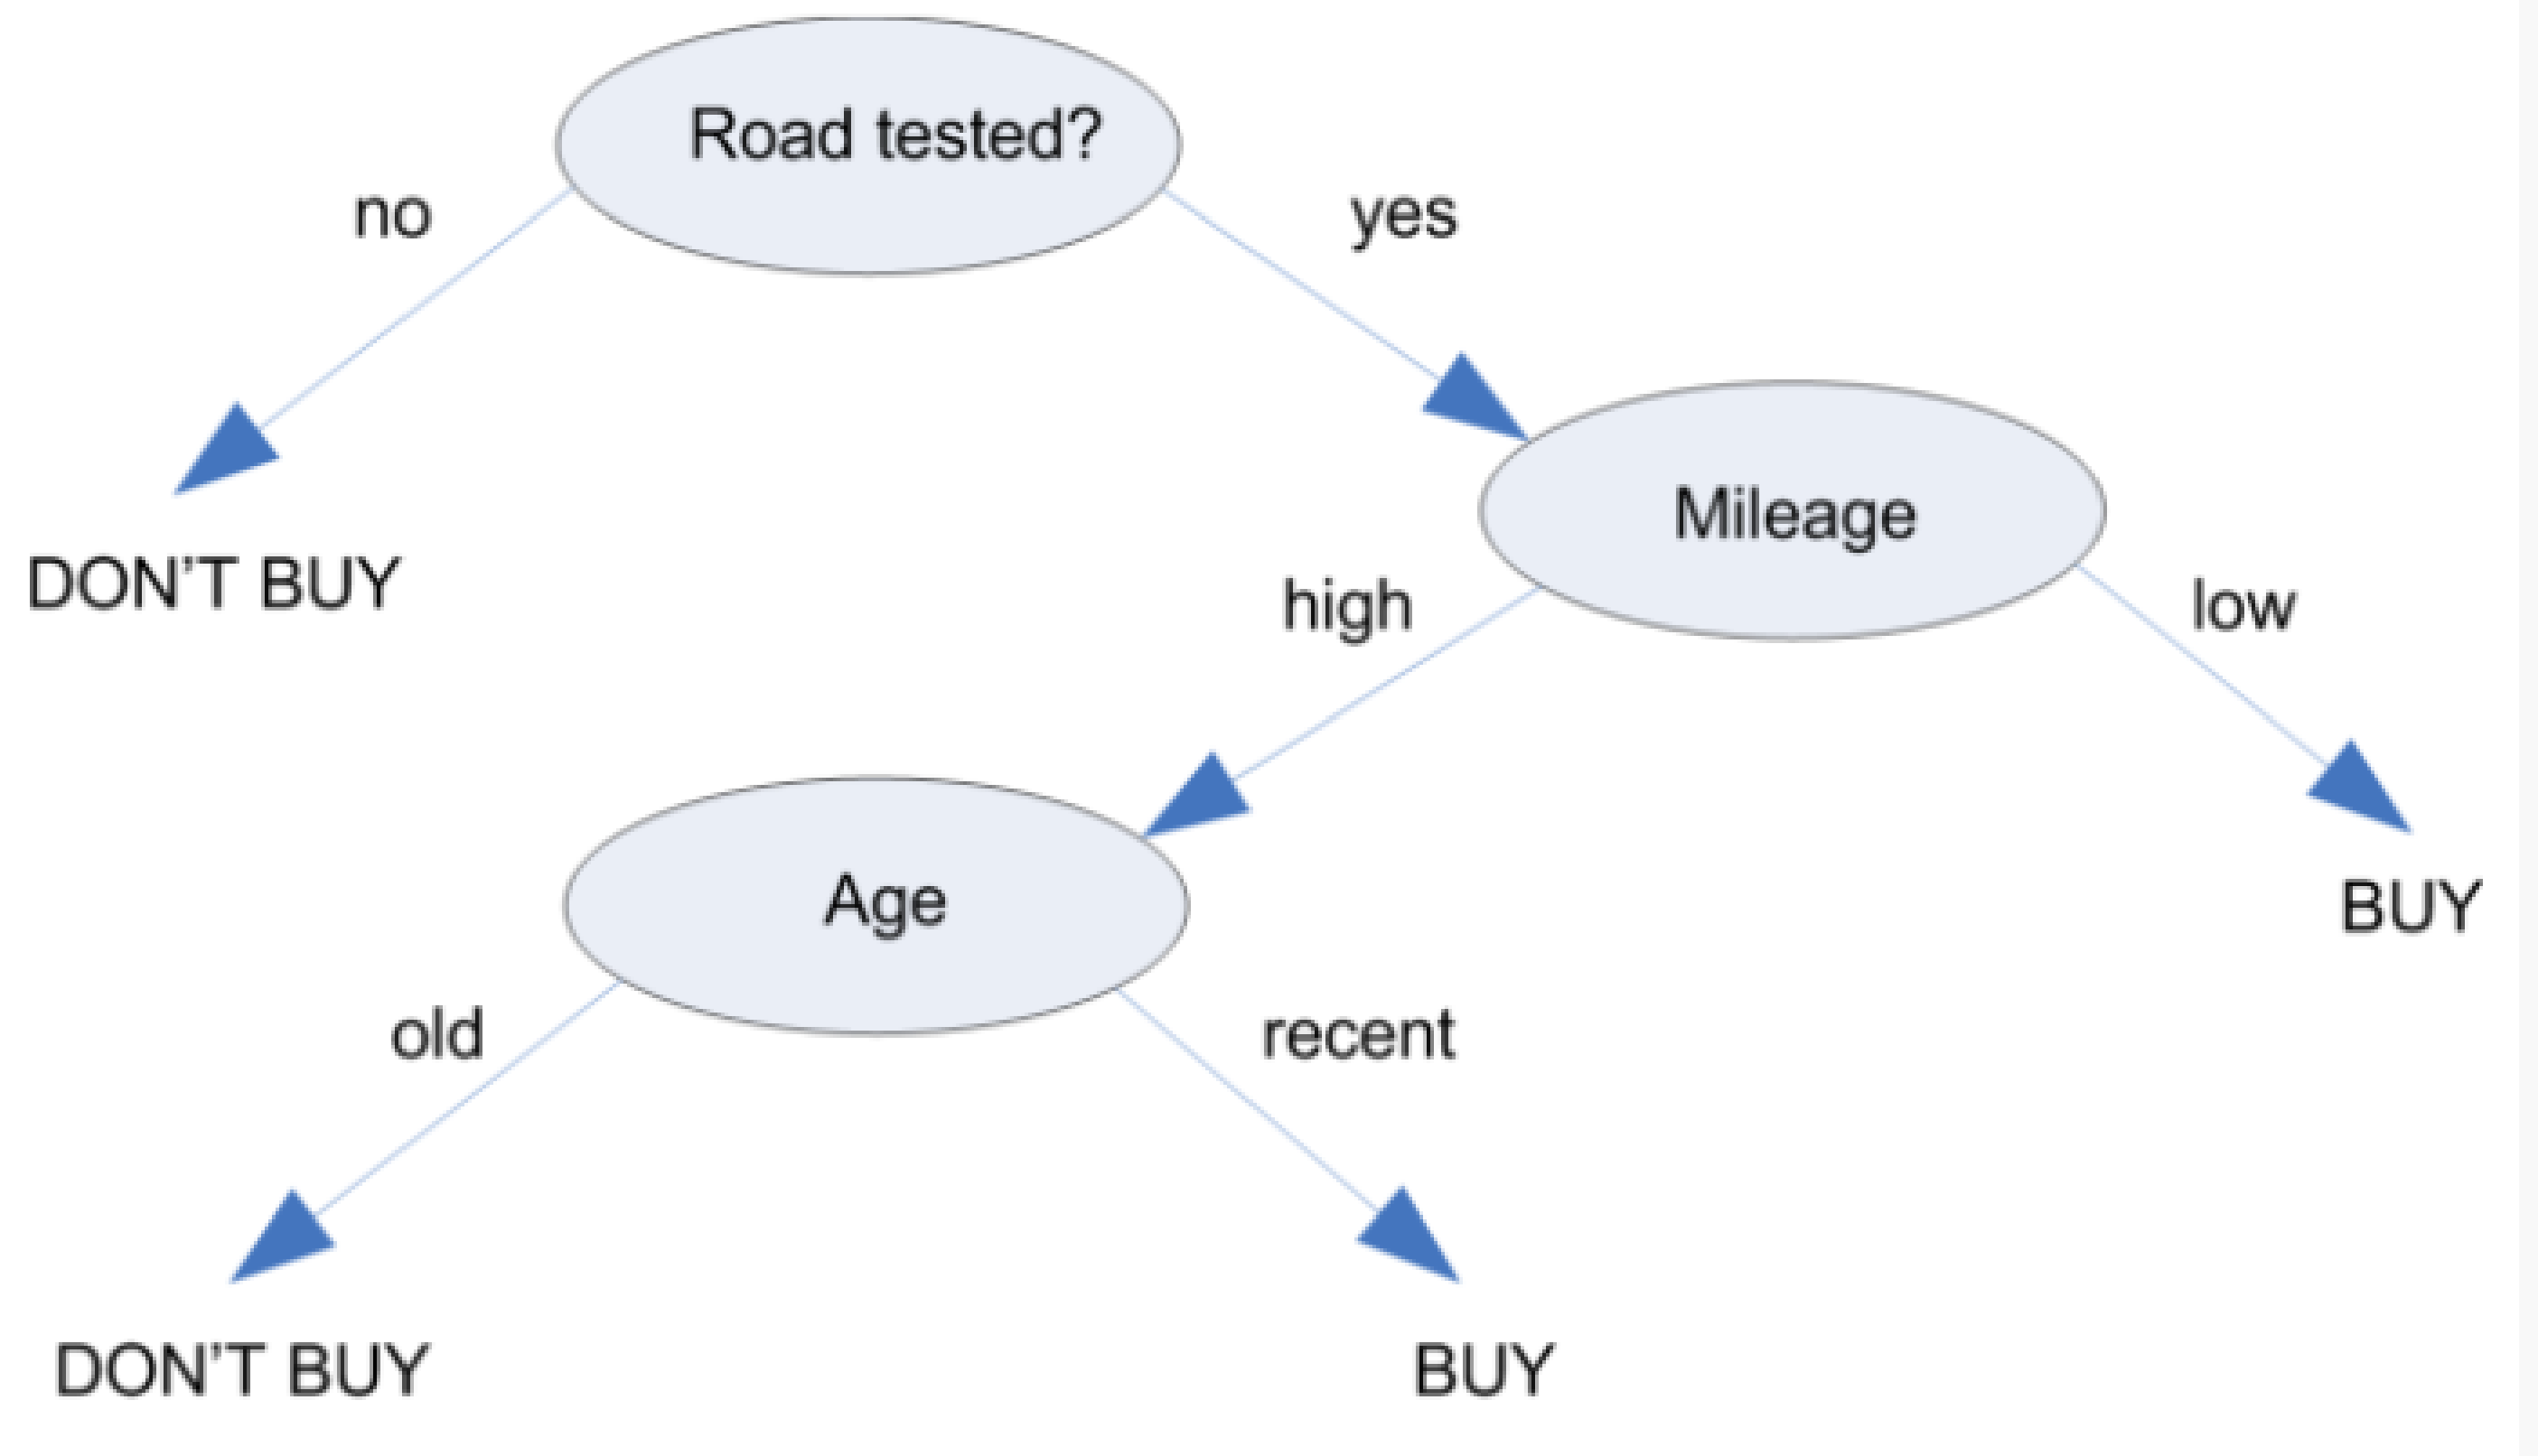 Road tested?
no
yes
Mileage
DON’T BUY
high
low
Age
BUY
old
recent
DON’T BUY
BUY